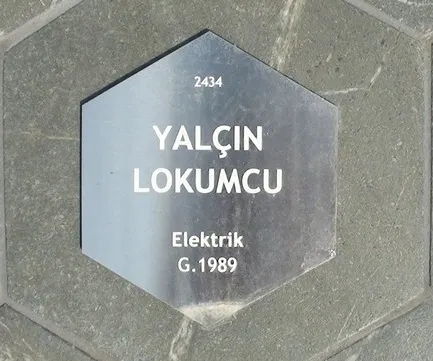 2434
YALÇIN
LOKUMCU
Elektrik
G.1989